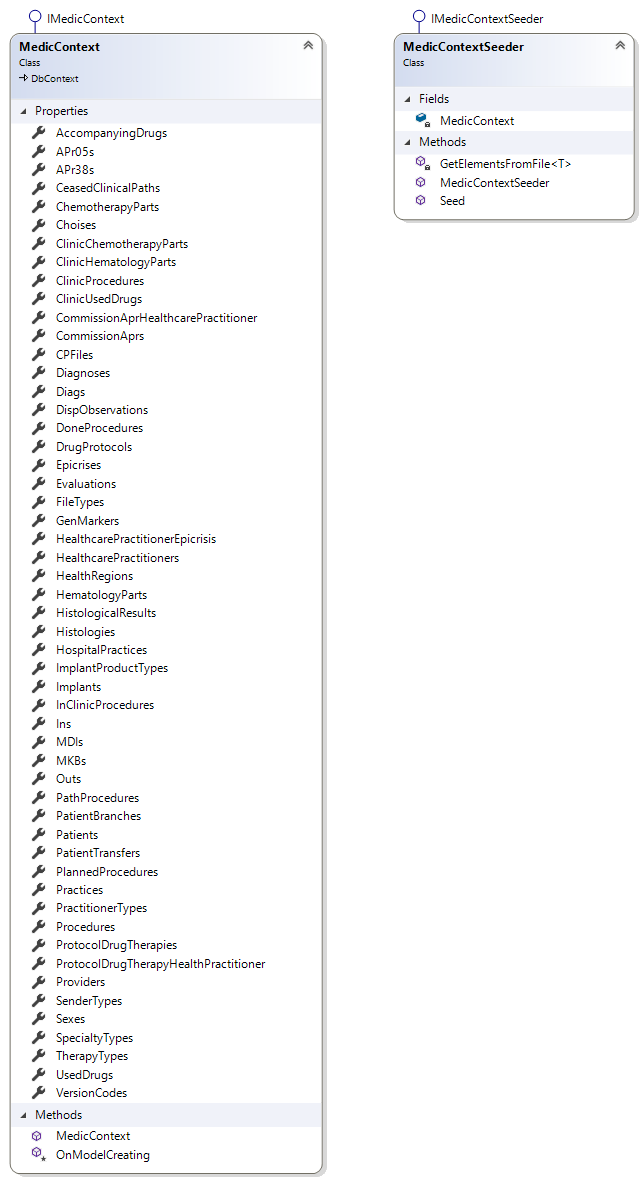 IMedicContext
MedicContext
Class
DbContext
Properties
AccompanyingDrugs
APr05s
APr38s
CeasedClinicalPaths
ChemotherapyParts
Choises
ClinicChemotherapyParts
ClinicHematologyParts
ClinicProcedures
ClinicUsedDrugs
CommissionAprHealthcarePractitioner
CommissionAprs
CPFiles
Diagnoses
Diags
DispObservations
DoneProcedures
DrugProtocols
Epicrises
Evaluations
FileTypes
GenMarkers
HealthcarePractitionerEpicrisis
HealthcarePractitioners
HealthRegions
HematologyParts
HistologicalResults
Histologies
HospitalPractices
ImplantProductTypes
Implants
InClinicProcedures
Ins
MDIs
MKBs
Outs
PathProcedures
PatientBranches
Patients
PatientTransfers
PlannedProcedures
Practices
PractitionerTypes
Procedures
ProtocolDrugTherapies
ProtocolDrugTherapyHealthPractitioner
Providers
SenderTypes
Sexes
SpecialtyTypes
TherapyTypes
UsedDrugs
VersionCodes
Methods
MedicContext
OnModelCreating
IMedicContextSeeder
MedicContextSeeder
Class
Fields
MedicContext
Methods
GetElementsFromFile<T>
MedicContextSeeder
Seed